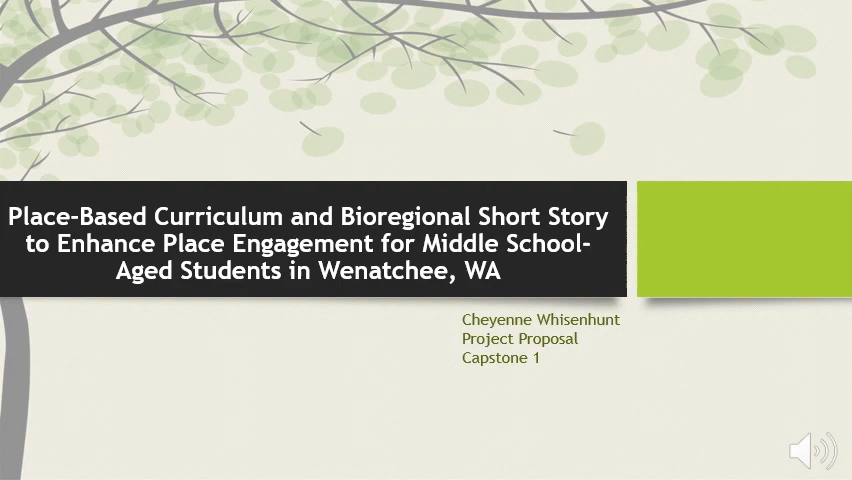 Place-Based Curriculum and Bioregional Short Story
to Enhance Place Engagement for Middle School-
Aged Students in Wenatchee, WA
Cheyenne Whisenhunt
Project Proposal
Capstone 1